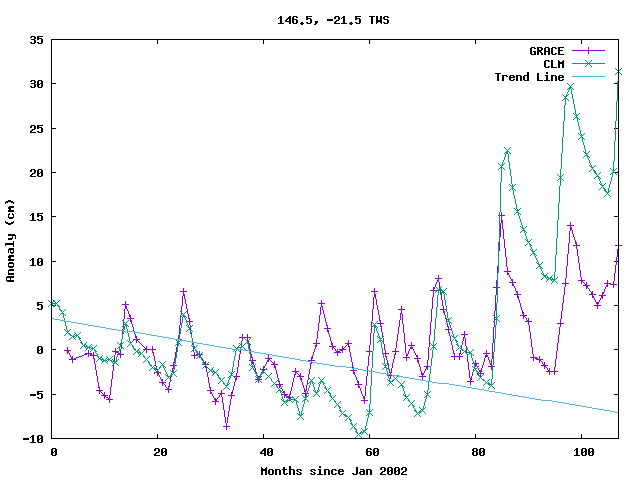 146.5, -21.5 TWS
GRACE
CLM
Trend Line
Anomaly (cm)
35
30
25
20
15
10
5
0
-5
-10
0 20 40 60 80 100
Months since Jan 2002